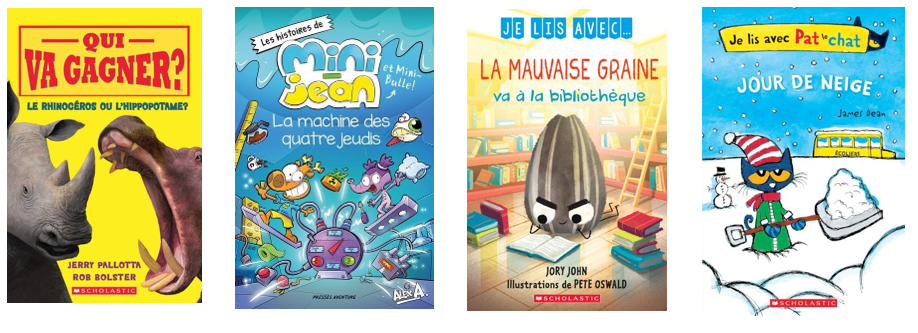 QUI
VA GAGNER?
LE RHINOCÉROS OU L'HIPPOPOTAME?
JERRY PALLOTTA
ROB BOLSTER
SCHOLASTIC
Les histoires de
Mini-
Jean
et Mini-
Bulle!
La machine des
quatre jeudis
PRESSES AVENTURE
ALEX A.
JE LIS AVEC...
LA MAUVAISE GRAINE
va à la bibliothèque
JORY JOHN
Illustrations de PETE OSWALD
SCHOLASTIC
Je lis avec Pat le chat
JOUR DE NEIGE
James Dean
ÉCOLIERS
SCHOLASTIC